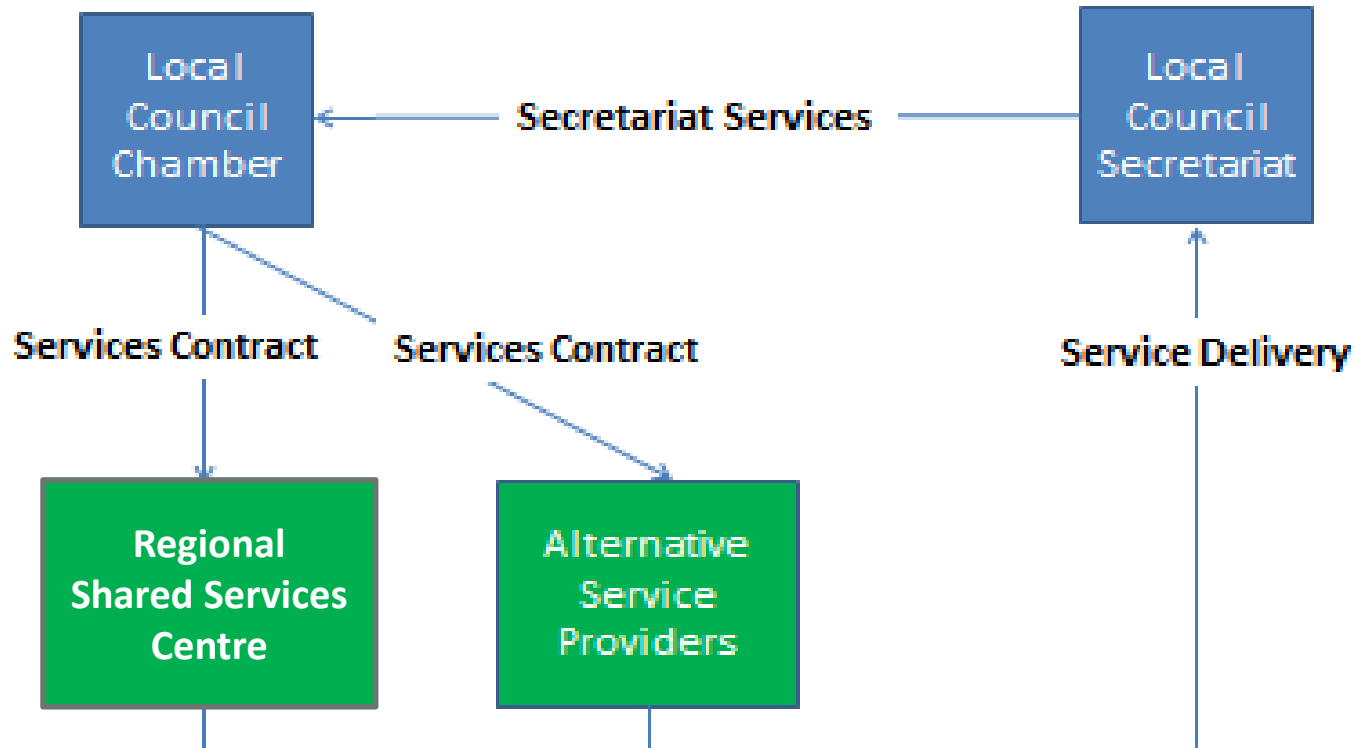 Local
Council
Chamber
Secretariat Services
Local
Council
Secretariat
Services Contract
Services Contract
Service Delivery
Regional
Shared Services
Centre
Alternative
Service
Providers